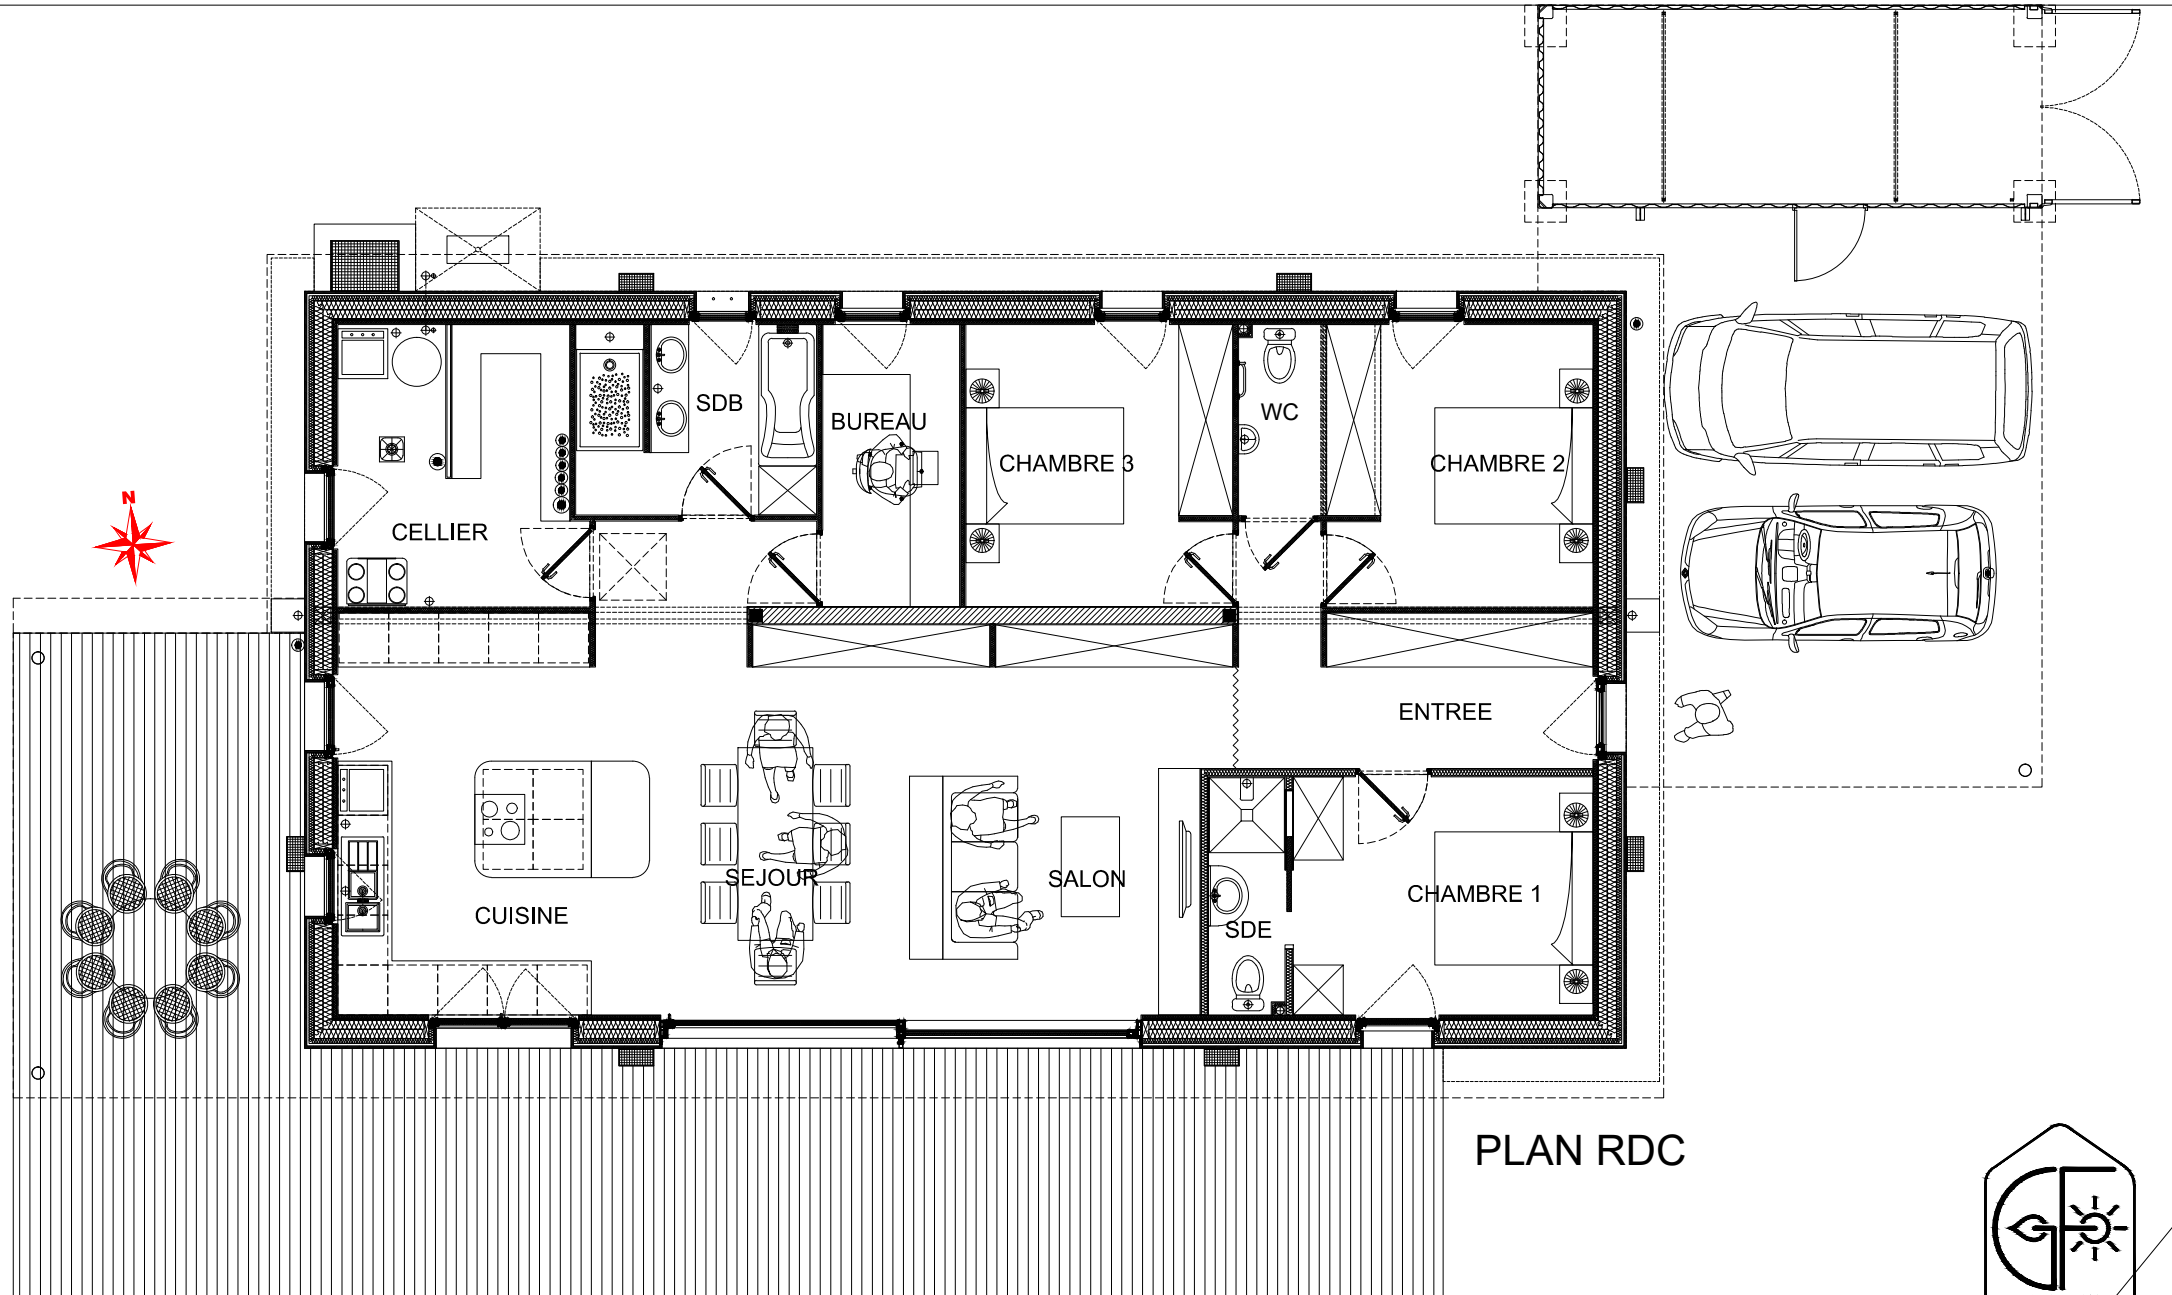 N
SDB
WC
BUREAU
CHAMBRE 3
CHAMBRE 2
CELLIER
ENTREE
SEJOUR
SALON
CHAMBRE 1
CUISINE
SDE
PLAN RDC